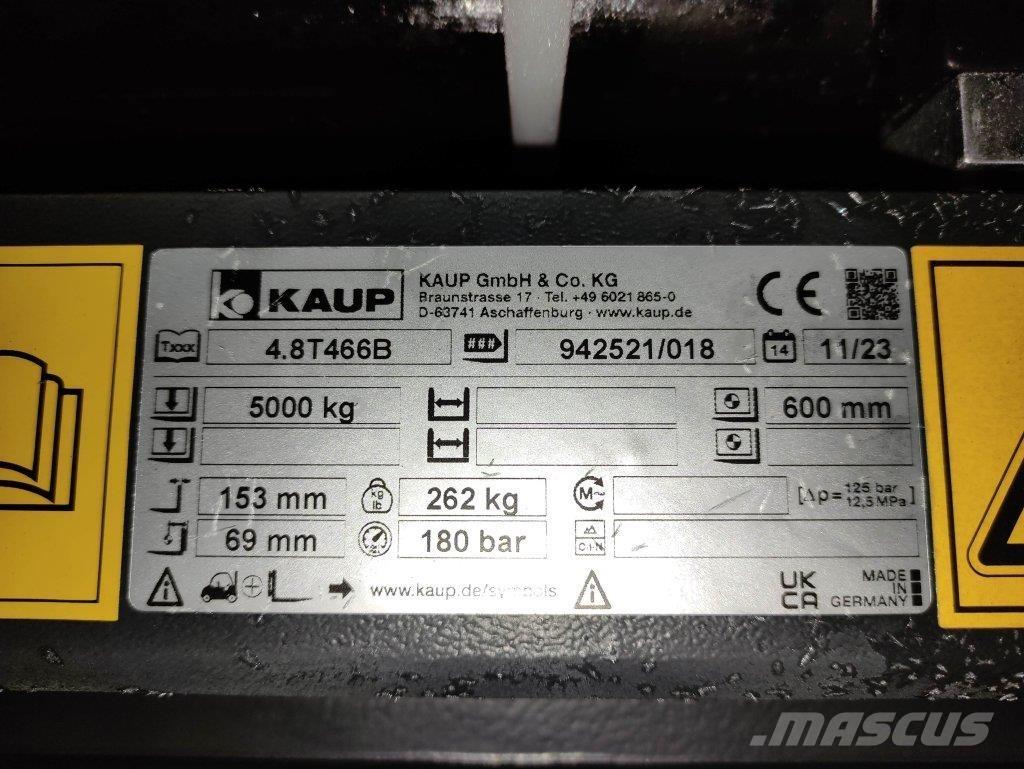 KAUP
KAUP GmbH & Co. KG
Braunstrasse 17 · Tel. +49 6021 865-0
D-63741 Aschaffenburg · www.kaup.de
CE
Txxx 4.8T466B ### 942521/018 14 11/23
5000 kg 600 mm
153 mm kg lb 262 kg M~ [Δp= 125 bar 12,5 MPa]
69 mm 180 bar C-I-N
www.kaup.de/symbols UK CA MADE IN GERMANY
.MASCUS